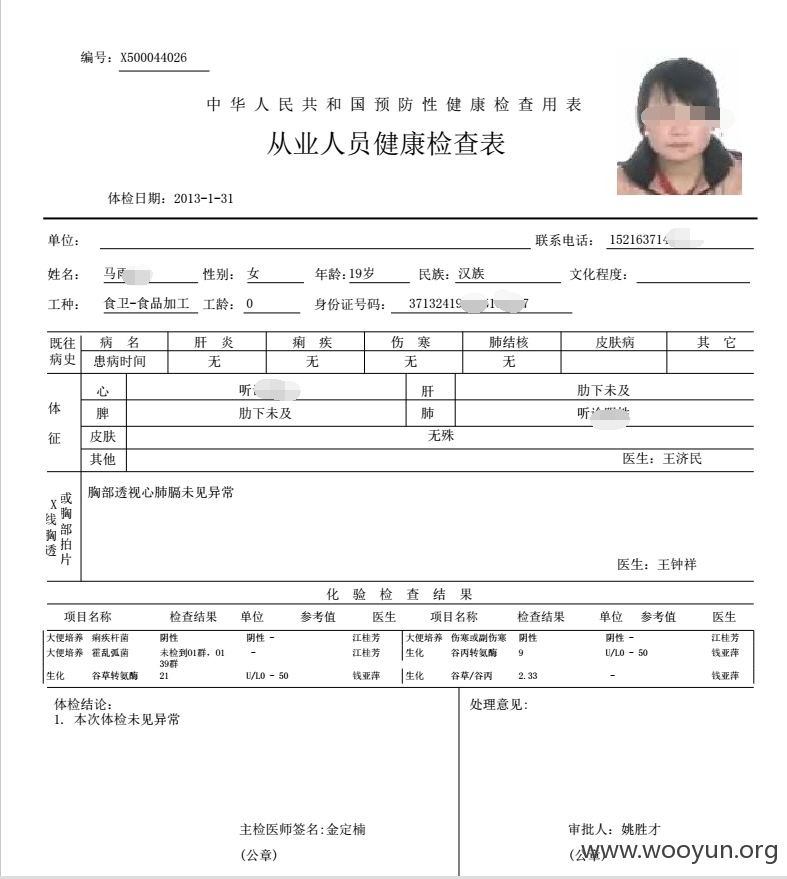 编号: X500044026
中华人民共和国预防性健康检查用表
从业人员健康检查表
体检日期: 2013-1-31
单位: 联系电话: 15216371
姓名: 马 性别: 女 年龄:19岁 民族: 汉族 文化程度:
工种: 食卫-食品加工 工龄: 0 身份证号码: 37132419
既往病史 病 名 肝 炎 痢 疾 伤 寒 肺结核 皮肤病 其 它
患病时间 无 无 无 无
体征 心 听 肝 肋下未及
脾 肋下未及 肺 听
皮肤 无殊
其他 医生: 王济民
X线胸透或胸部拍片 胸部透视心肺膈未见异常
医生: 王钟祥
化 验 检 查 结 果
项目名称 检查结果 单位 参考值 医生 项目名称 检查结果 单位 参考值 医生
大便培养 痢疾杆菌 阴性 阴性 - 江桂芳 大便培养 伤寒或副伤寒 阴性 阴性 - 江桂芳
大便培养 霍乱弧菌 未检到01群, 01 - 江桂芳 生化 谷丙转氨酶 9 U/L0 - 50 钱亚萍
39群
生化 谷草转氨酶 21 U/L0 - 50 钱亚萍 生化 谷草/谷丙 2.33 - 钱亚萍
体检结论: 处理意见:
1. 本次体检未见异常
主检医师签名:金定楠 审批人: 姚胜才
(公章) (公章)
www.wooyun.org